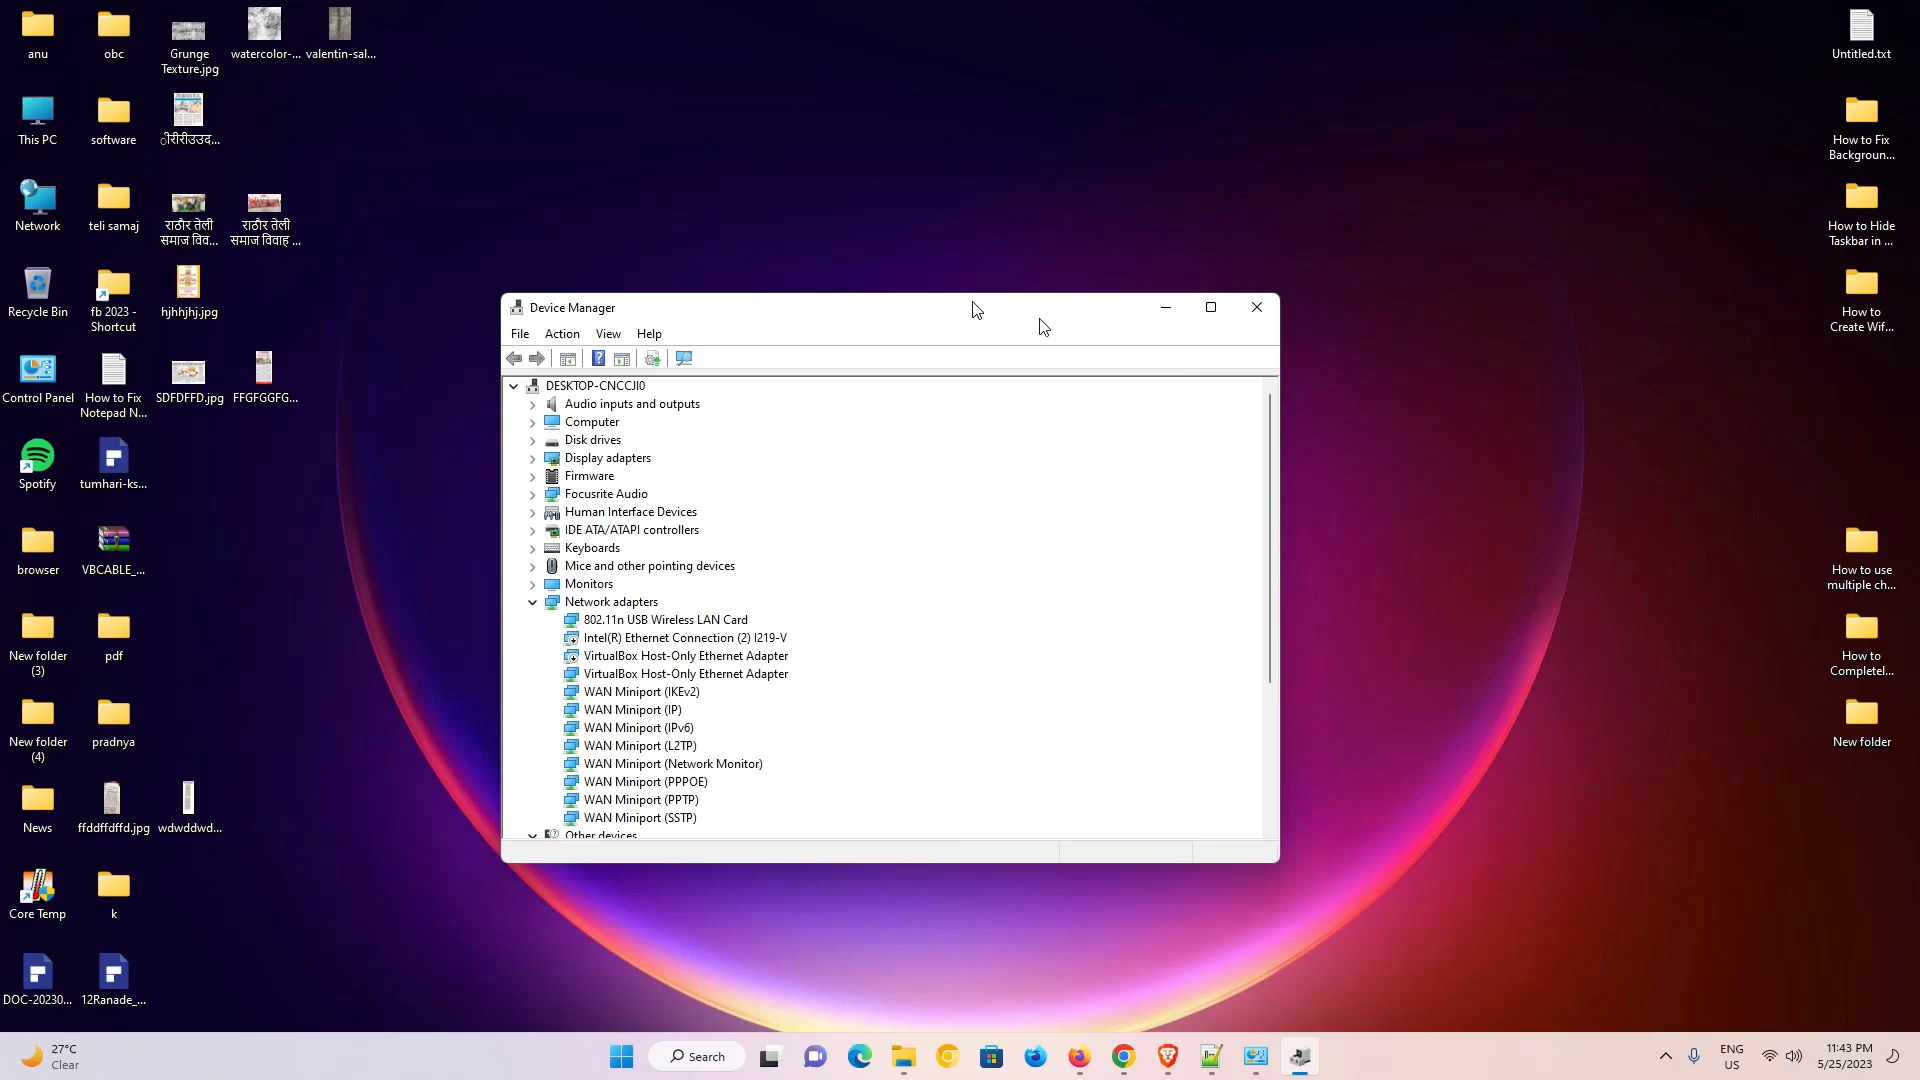 anu
obc
Grunge
Texture.jpg
watercolor-...
valentin-sal...
Untitled.txt
This PC
software
ीरीरीउउद...
How to Fix
Backgroun...
Network
teli samaj
राठौर तेली
समाज विव...
राठौर तेली
समाज विवाह ...
How to Hide
Taskbar in ...
Recycle Bin
fb 2023 -
Shortcut
hjhhjhj.jpg
How to
Create Wif...
Control Panel
How to Fix
Notepad N...
SDFDFFD.jpg
FFGFGGFG...
Spotify
tumhari-ks...
browser
VBCABLE_...
How to use
multiple ch...
New folder
(3)
pdf
How to
Completel...
New folder
(4)
pradnya
New folder
News
ffddffdffd.jpg
wdwddwd...
Core Temp
k
DOC-20230...
12Ranade_...
Device Manager
File Action View Help
DESKTOP-CNCCJI0
Audio inputs and outputs
Computer
Disk drives
Display adapters
Firmware
Focusrite Audio
Human Interface Devices
IDE ATA/ATAPI controllers
Keyboards
Mice and other pointing devices
Monitors
Network adapters
802.11n USB Wireless LAN Card
Intel(R) Ethernet Connection (2) I219-V
VirtualBox Host-Only Ethernet Adapter
VirtualBox Host-Only Ethernet Adapter
WAN Miniport (IKEv2)
WAN Miniport (IP)
WAN Miniport (IPv6)
WAN Miniport (L2TP)
WAN Miniport (Network Monitor)
WAN Miniport (PPPOE)
WAN Miniport (PPTP)
WAN Miniport (SSTP)
Other devices
27°C
Clear
Search
ENG
US
11:43 PM
5/25/2023